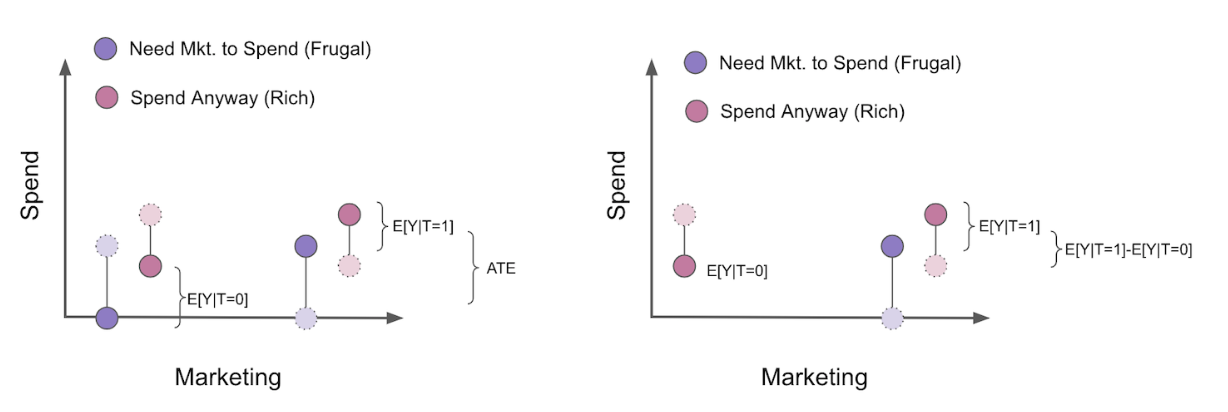 Need Mkt. to Spend (Frugal)
Spend Anyway (Rich)
Spend
E[Y|T=1]
ATE
E[Y|T=0]
Marketing
Need Mkt. to Spend (Frugal)
Spend Anyway (Rich)
Spend
E[Y|T=1]
E[Y|T=1]-E[Y|T=0]
E[Y|T=0]
Marketing